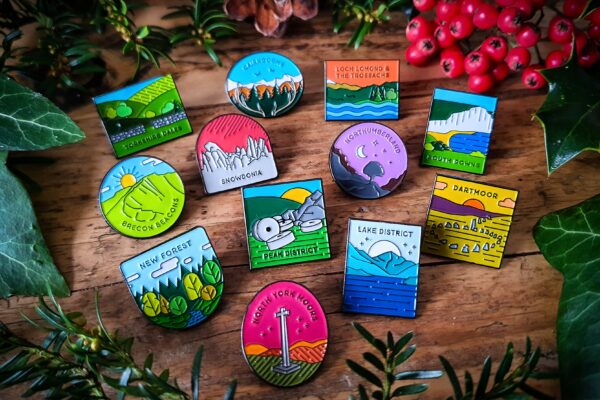 CAIRNGORMS
LOCH LOMOND &
THE TROSSACHS
YORKSHIRE DALES
SNOWDONIA
NORTHUMBERLAND
SOUTH DOWNS
BRECON BEACONS
DARTMOOR
PEAK DISTRICT
LAKE DISTRICT
NEW FOREST
NORTH YORK MOORS